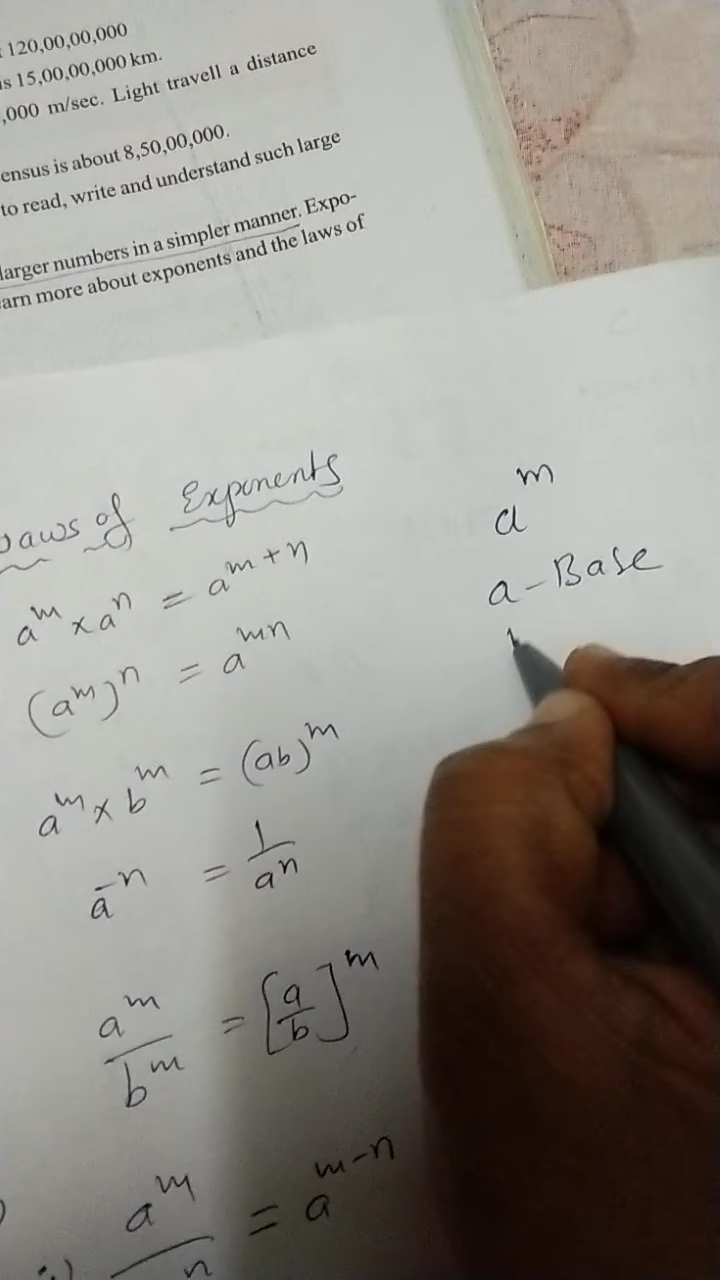 120,00,00,000
is 15,00,00,000 km.
,000 m/sec. Light travell a distance
ensus is about 8,50,00,000.
to read, write and understand such large
larger numbers in a simpler manner. Expo-
earn more about exponents and the laws of
Laws of Exponents
a^m × a^n = a^{m+n}
(a^m)^n = a^{mn}
a^m × b^m = (ab)^m
a^{-n} = 1/a^n
a^m/b^m = [a/b]^m
a^m/ n = a^{m-n}
a^m
a - Base